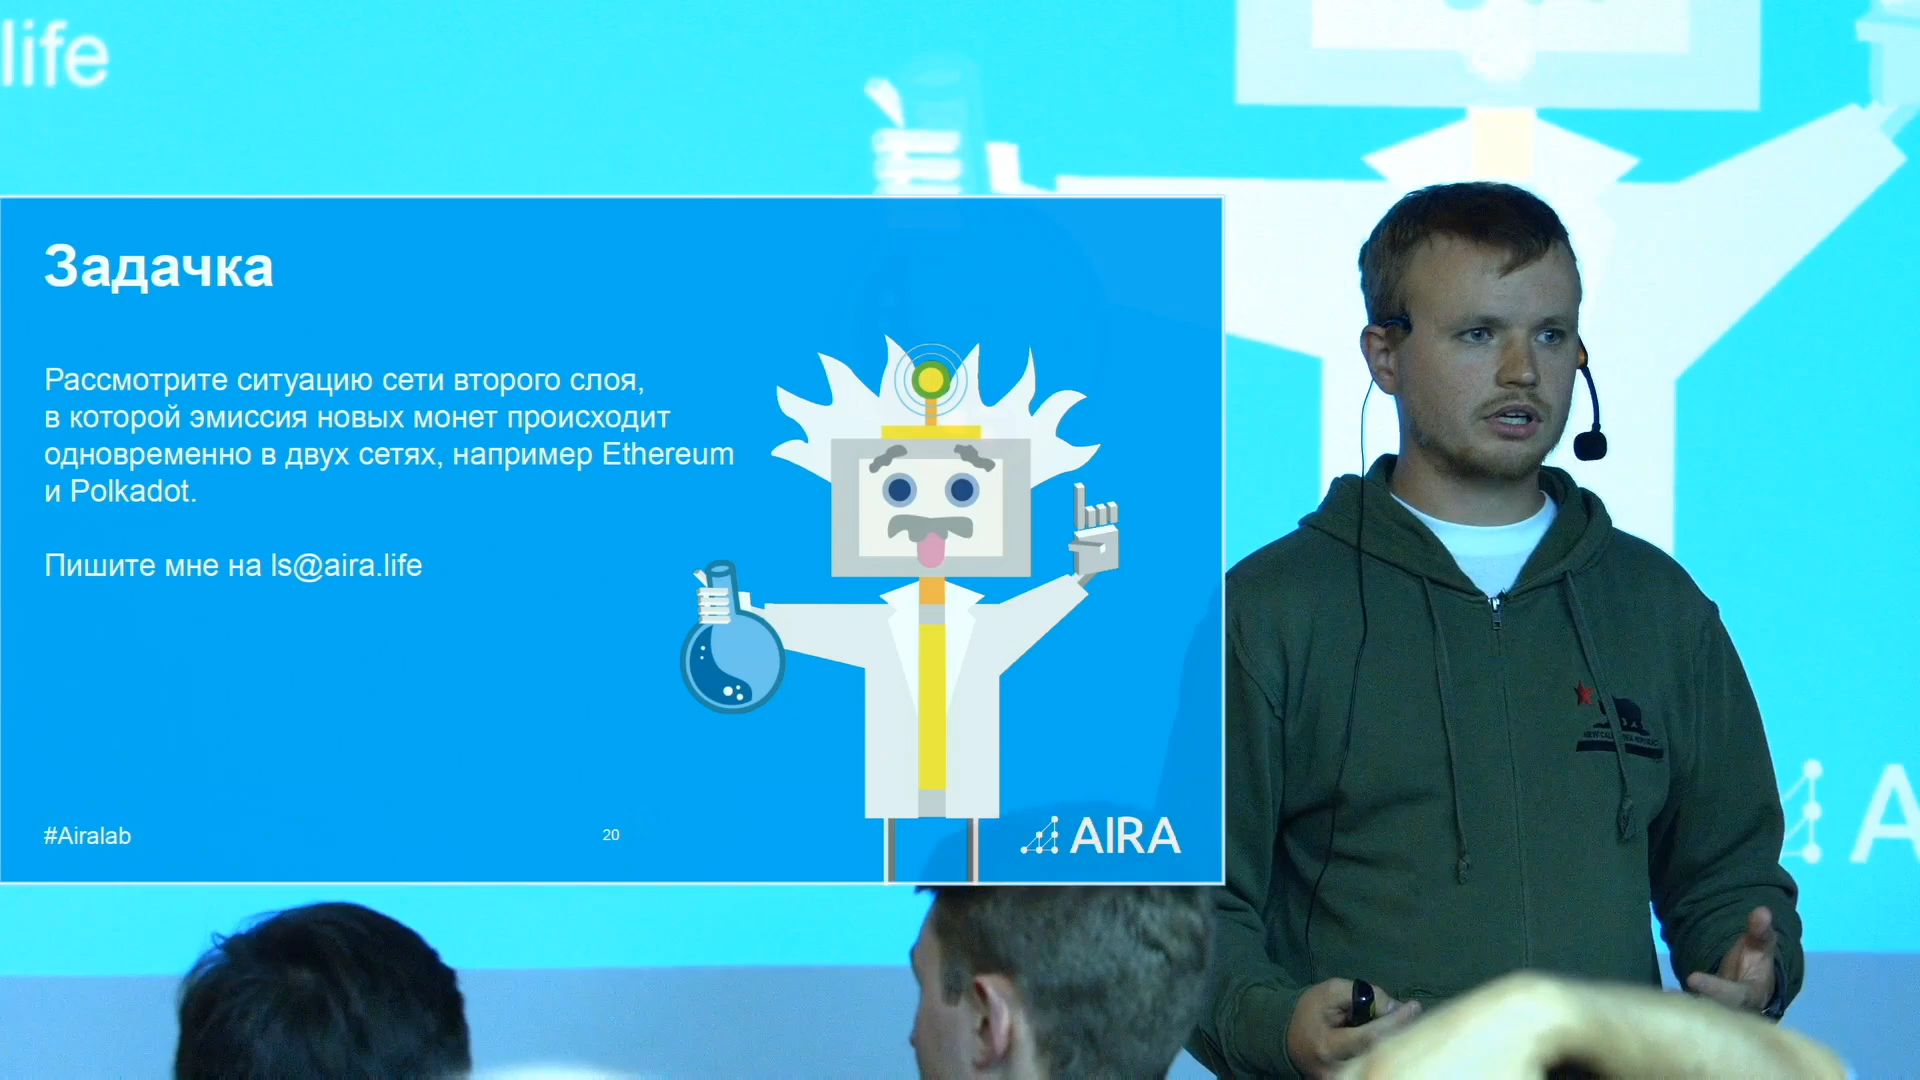 life
Задачка
Рассмотрите ситуацию сети второго слоя,
в которой эмиссия новых монет происходит
одновременно в двух сетях, например Ethereum
и Polkadot.
Пишите мне на ls@aira.life
#Airalab
20
AIRA
A